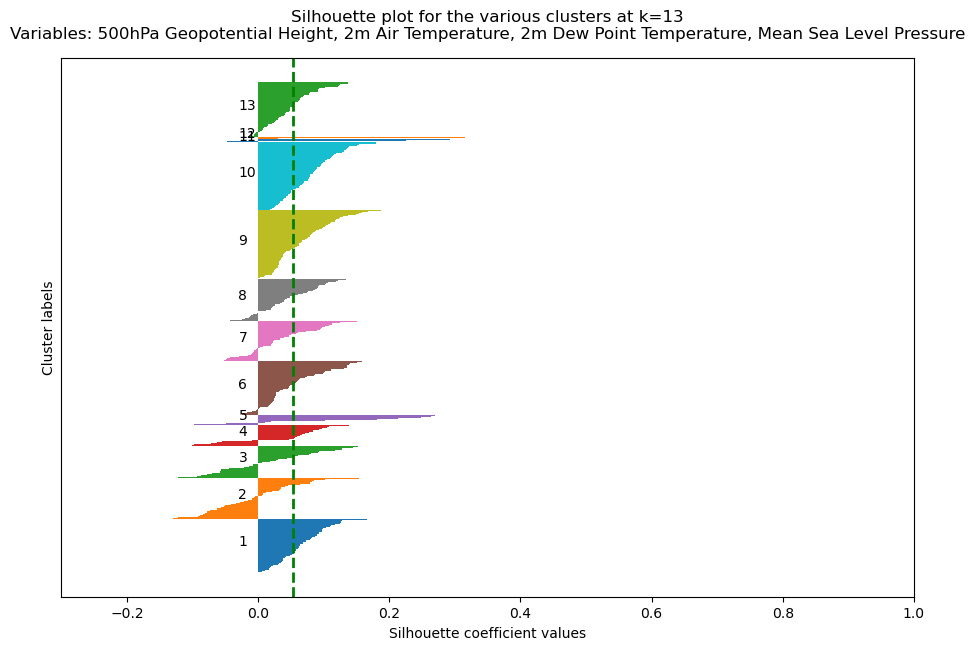 Silhouette plot for the various clusters at k=13
Variables: 500hPa Geopotential Height, 2m Air Temperature, 2m Dew Point Temperature, Mean Sea Level Pressure
Cluster labels
13
12
11
10
9
8
7
6
5
4
3
2
1
−0.2 0.0 0.2 0.4 0.6 0.8 1.0
Silhouette coefficient values